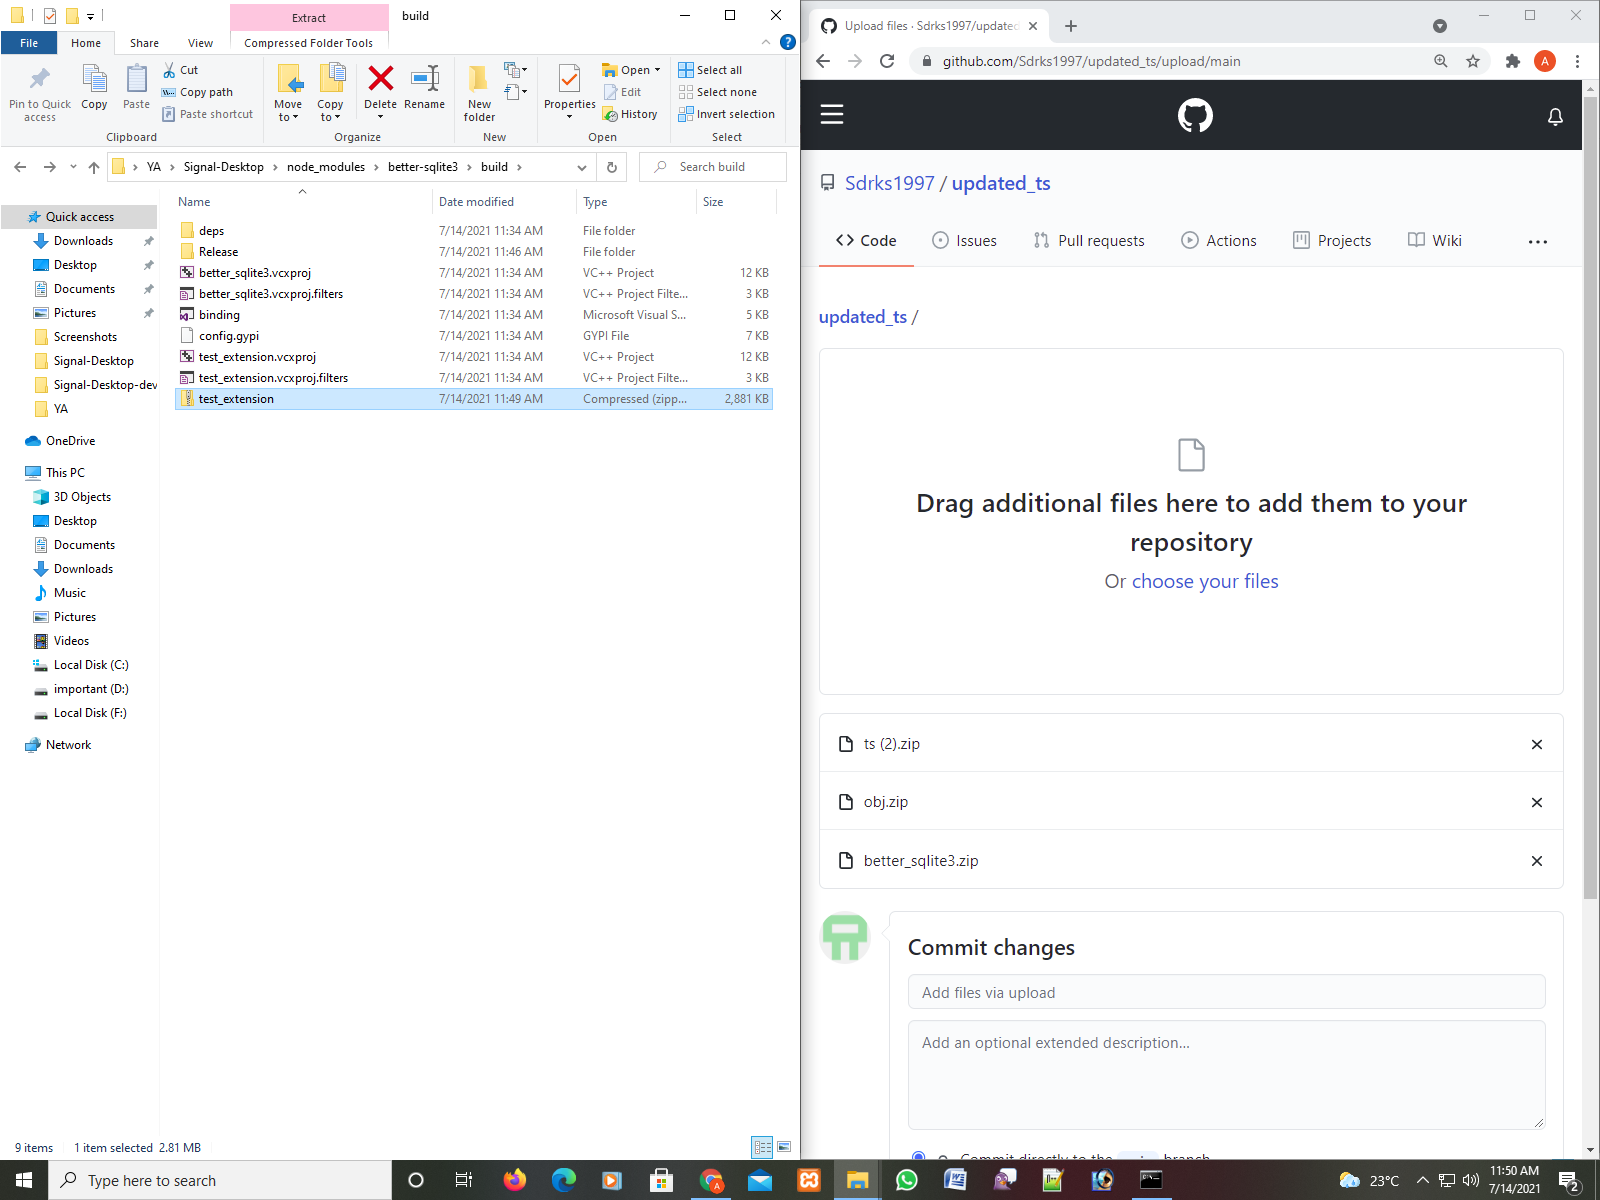 Extract
build
File
Home
Share
View
Compressed Folder Tools
Pin to Quick access
Copy
Paste
Cut
Copy path
Paste shortcut
Clipboard
Move to
Copy to
Delete
Rename
Organize
New folder
New
Properties
Open
Edit
History
Open
Select all
Select none
Invert selection
Select
YA
Signal-Desktop
node_modules
better-sqlite3
build
Search build
Name
Date modified
Type
Size
Quick access
Downloads
Desktop
Documents
Pictures
Screenshots
Signal-Desktop
Signal-Desktop-dev
YA
OneDrive
This PC
3D Objects
Desktop
Documents
Downloads
Music
Pictures
Videos
Local Disk (C:)
important (D:)
Local Disk (F:)
Network
deps 7/14/2021 11:34 AM File folder
Release 7/14/2021 11:46 AM File folder
better_sqlite3.vcxproj 7/14/2021 11:34 AM VC++ Project 12 KB
better_sqlite3.vcxproj.filters 7/14/2021 11:34 AM VC++ Project Filte... 3 KB
binding 7/14/2021 11:34 AM Microsoft Visual S... 5 KB
config.gypi 7/14/2021 11:34 AM GYPI File 7 KB
test_extension.vcxproj 7/14/2021 11:34 AM VC++ Project 12 KB
test_extension.vcxproj.filters 7/14/2021 11:34 AM VC++ Project Filte... 3 KB
test_extension 7/14/2021 11:49 AM Compressed (zipp... 2,881 KB
9 items
1 item selected 2.81 MB
Upload files · Sdrks1997/updated
github.com/Sdrks1997/updated_ts/upload/main
A
Sdrks1997 / updated_ts
Code
Issues
Pull requests
Actions
Projects
Wiki
updated_ts /
Drag additional files here to add them to your
repository
Or choose your files
ts (2).zip
obj.zip
better_sqlite3.zip
Commit changes
Add files via upload
Add an optional extended description...
Commit directly to the branch
Type here to search
23°C
11:50 AM
7/14/2021
2